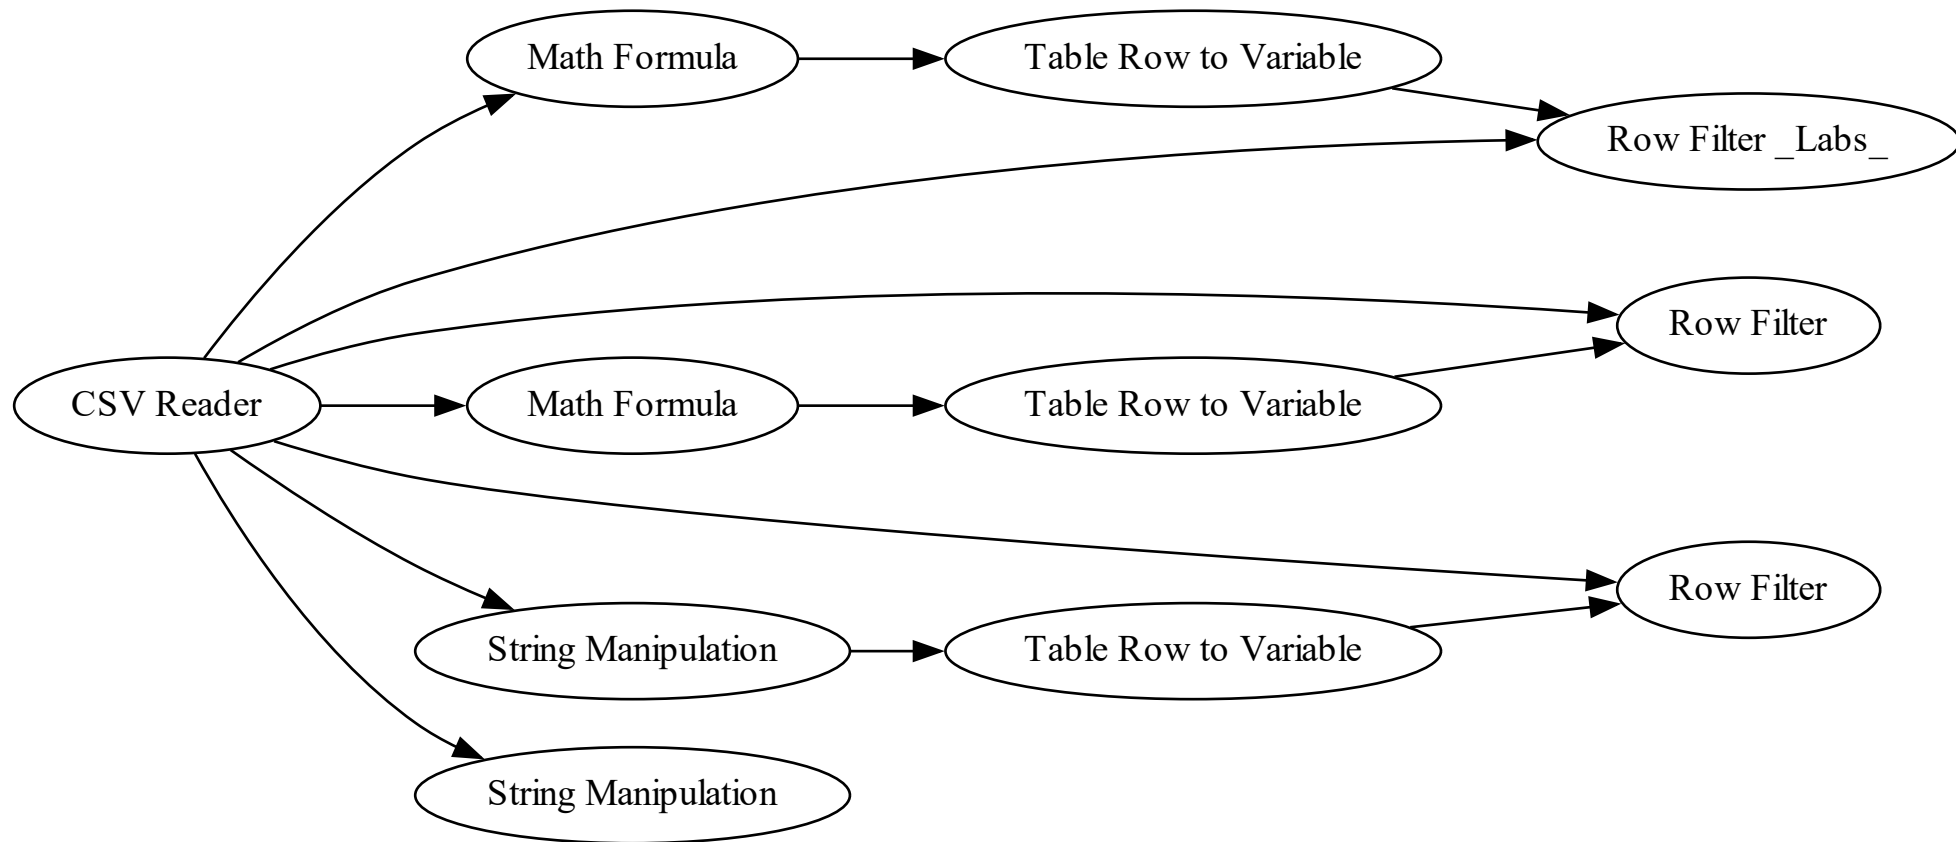 Math Formula
Table Row to Variable
Row Filter _Labs_
Row Filter
CSV Reader
Math Formula
Table Row to Variable
Row Filter
String Manipulation
Table Row to Variable
String Manipulation